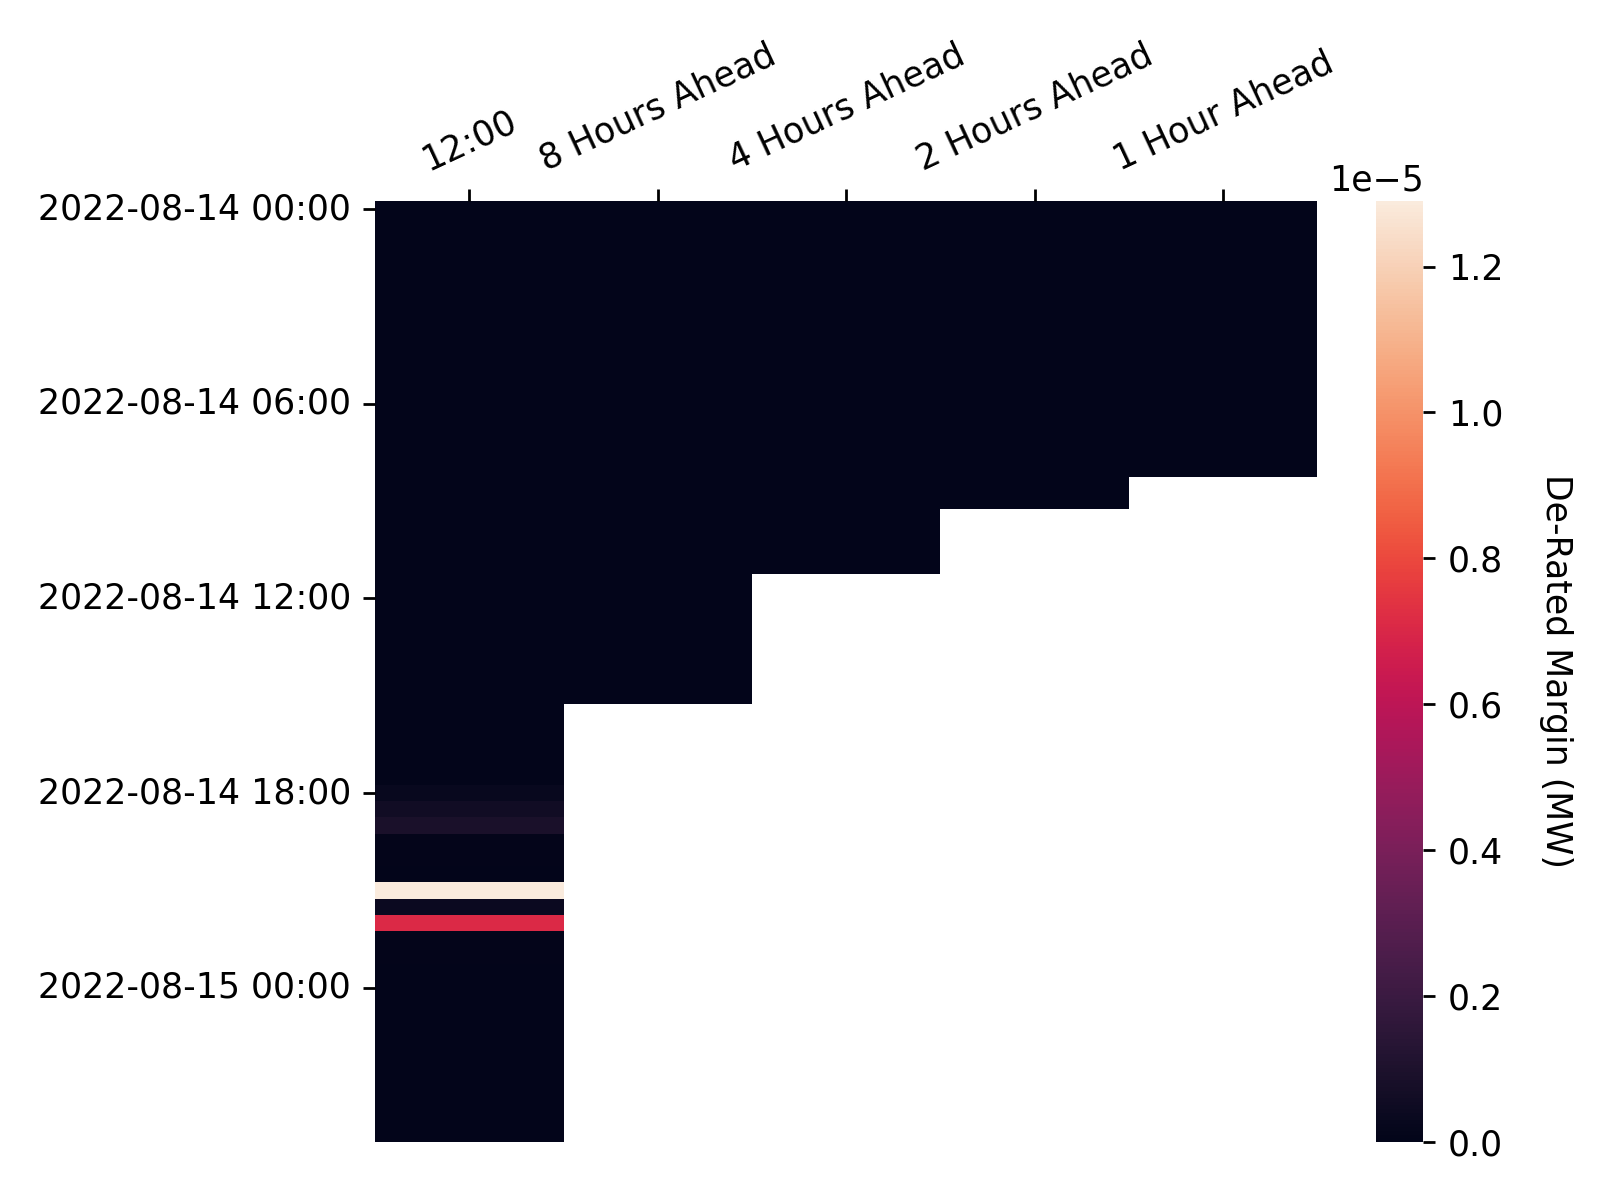 12:00
8 Hours Ahead
4 Hours Ahead
2 Hours Ahead
1 Hour Ahead
1e−5
2022-08-14 00:00
2022-08-14 06:00
2022-08-14 12:00
2022-08-14 18:00
2022-08-15 00:00
1.2
1.0
0.8
0.6
0.4
0.2
0.0
De-Rated Margin (MW)